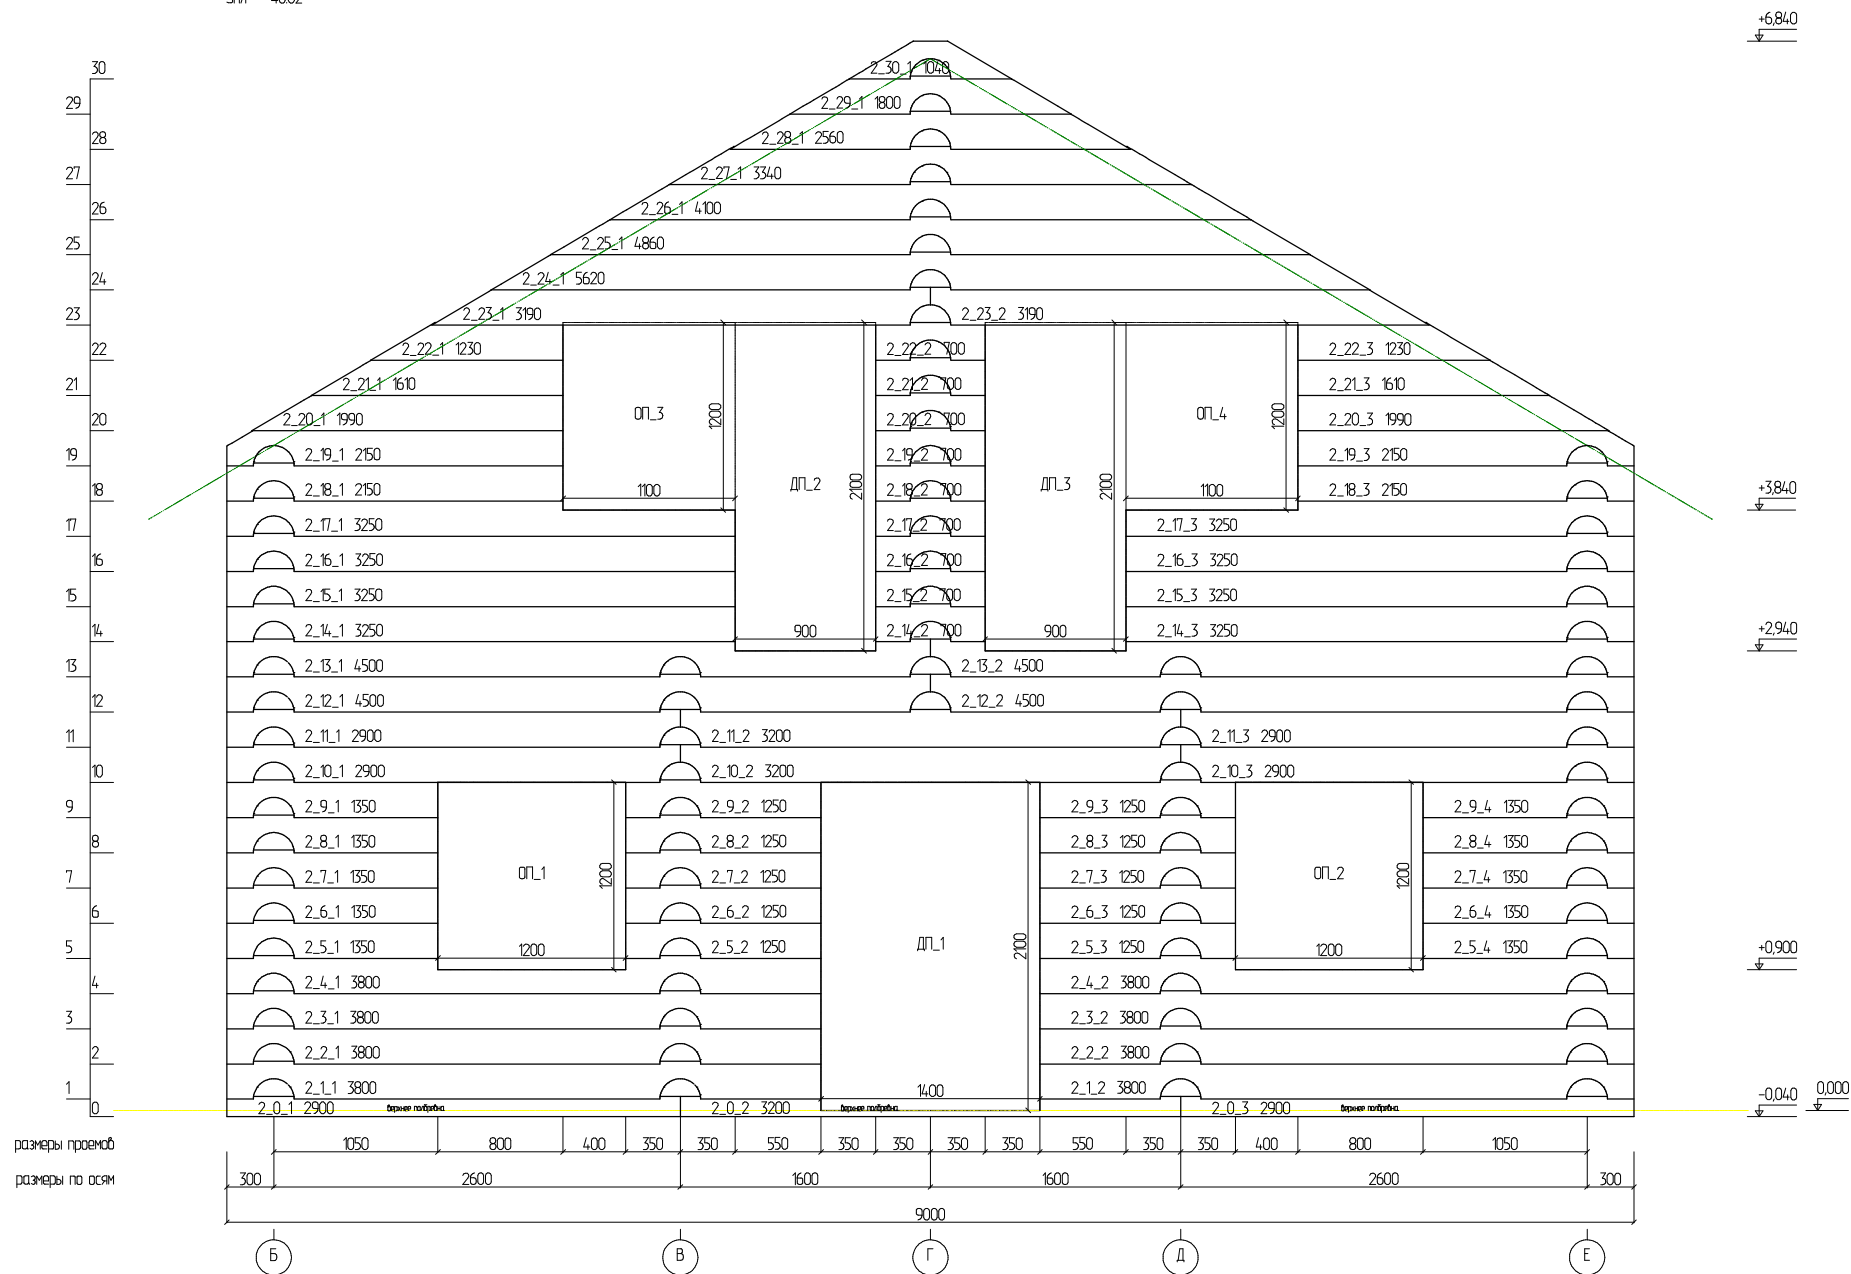 +6,840
30 2_30_1 1040
29 2_29_1 1800
28 2_28_1 2560
27 2_27_1 3340
26 2_26_1 4100
25 2_25_1 4860
24 2_24_1 5620
23 2_23_1 3190 2_23_2 3190
22 2_22_1 1230 2_22_2 700 2_22_3 1230
21 2_21_1 1610 2_21_2 700 2_21_3 1610
ОП_3 1200 ОП_4 1200
20 2_20_1 1990 2_20_2 700 2_20_3 1990
19 2_19_1 2150 2_19_2 700 2_19_3 2150
ДП_2 2100 ДП_3 2100
18 2_18_1 2150 1100 2_18_2 700 1100 2_18_3 2150 +3,840
17 2_17_1 3250 2_17_2 700 2_17_3 3250
16 2_16_1 3250 2_16_2 700 2_16_3 3250
15 2_15_1 3250 2_15_2 700 2_15_3 3250
14 2_14_1 3250 900 2_14_2 700 900 2_14_3 3250 +2,940
13 2_13_1 4500 2_13_2 4500
12 2_12_1 4500 2_12_2 4500
11 2_11_1 2900 2_11_2 3200 2_11_3 2900
10 2_10_1 2900 2_10_2 3200 2_10_3 2900
9 2_9_1 1350 2_9_2 1250 2_9_3 1250 2_9_4 1350
8 2_8_1 1350 2_8_2 1250 2_8_3 1250 2_8_4 1350
7 2_7_1 1350 ОП_1 1200 2_7_2 1250 2_7_3 1250 ОП_2 1200 2_7_4 1350
6 2_6_1 1350 2_6_2 1250 2_6_3 1250 2_6_4 1350
5 2_5_1 1350 1200 2_5_2 1250 ДП_1 2100 2_5_3 1250 1200 2_5_4 1350 +0,900
4 2_4_1 3800 2_4_2 3800
3 2_3_1 3800 2_3_2 3800
2 2_2_1 3800 2_2_2 3800
1 2_1_1 3800 1400 2_1_2 3800 -0,040 0,000
0 2_0_1 2900 верхнее полбревна 2_0_2 3200 верхнее полбревна 2_0_3 2900 верхнее полбревна
размеры проемов 1050 800 400 350 350 550 350 350 350 350 550 350 350 400 800 1050
размеры по осям 300 2600 1600 1600 2600 300
9000
Б В Г Д Е